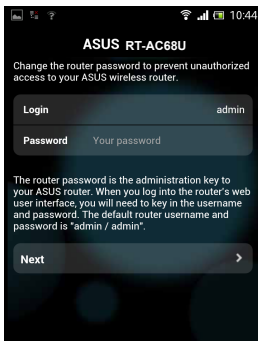 10:44
ASUS RT-AC68U
Change the router password to prevent unauthorized
access to your ASUS wireless router.
Login admin
Password Your password
The router password is the administration key to
your ASUS router. When you log into the router's web
user interface, you will need to key in the username
and password. The default router username and
password is "admin / admin".
Next